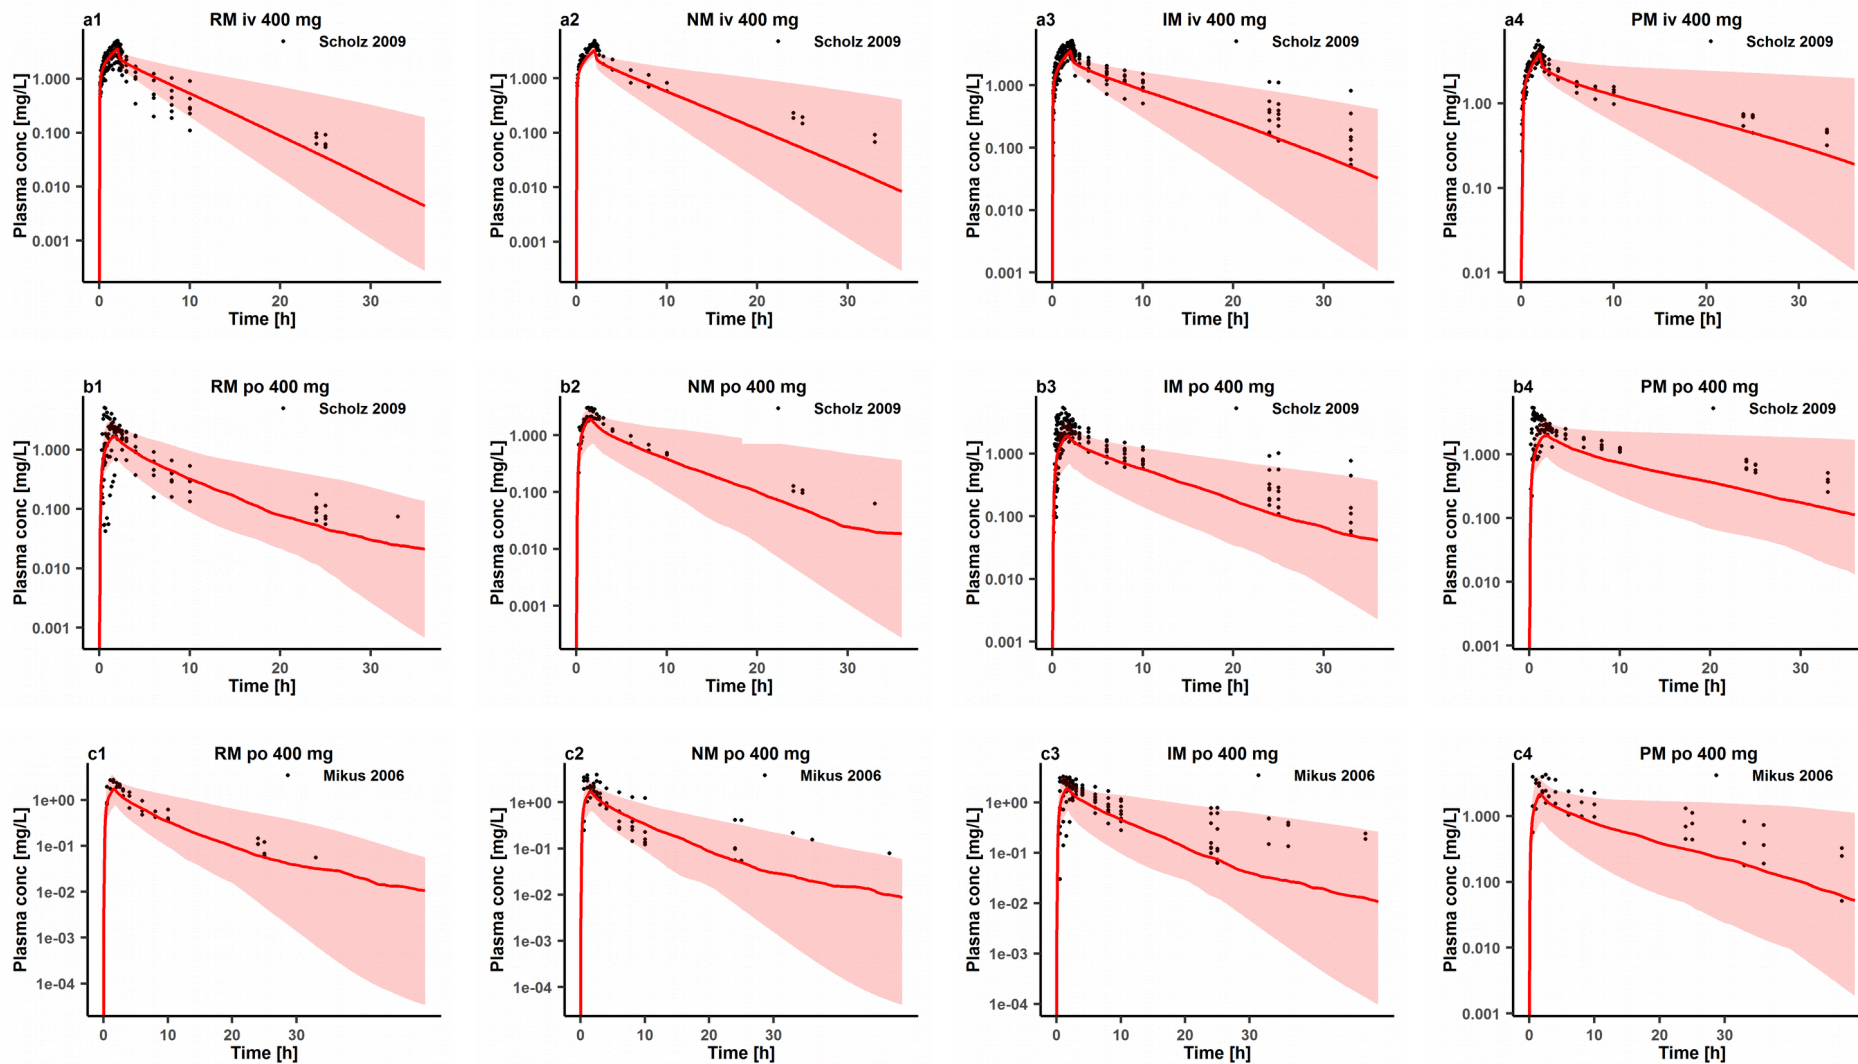 a1 RM iv 400 mg
Scholz 2009
Plasma conc [mg/L]
1.000
0.100
0.010
0.001
0 10 20 30
Time [h]
a2 NM iv 400 mg
Scholz 2009
Plasma conc [mg/L]
1.000
0.100
0.010
0.001
0 10 20 30
Time [h]
a3 IM iv 400 mg
Scholz 2009
Plasma conc [mg/L]
1.000
0.100
0.010
0.001
0 10 20 30
Time [h]
a4 PM iv 400 mg
Scholz 2009
Plasma conc [mg/L]
1.00
0.10
0.01
0 10 20 30
Time [h]
b1 RM po 400 mg
Scholz 2009
Plasma conc [mg/L]
1.000
0.100
0.010
0.001
0 10 20 30
Time [h]
b2 NM po 400 mg
Scholz 2009
Plasma conc [mg/L]
1.000
0.100
0.010
0.001
0 10 20 30
Time [h]
b3 IM po 400 mg
Scholz 2009
Plasma conc [mg/L]
1.000
0.100
0.010
0.001
0 10 20 30
Time [h]
b4 PM po 400 mg
Scholz 2009
Plasma conc [mg/L]
1.000
0.100
0.010
0.001
0 10 20 30
Time [h]
c1 RM po 400 mg
Mikus 2006
Plasma conc [mg/L]
1e+00
1e-01
1e-02
1e-03
1e-04
0 10 20 30
Time [h]
c2 NM po 400 mg
Mikus 2006
Plasma conc [mg/L]
1e+00
1e-01
1e-02
1e-03
1e-04
0 10 20 30
Time [h]
c3 IM po 400 mg
Mikus 2006
Plasma conc [mg/L]
1e+00
1e-01
1e-02
1e-03
1e-04
0 10 20 30
Time [h]
c4 PM po 400 mg
Mikus 2006
Plasma conc [mg/L]
1.000
0.100
0.010
0.001
0 10 20 30
Time [h]